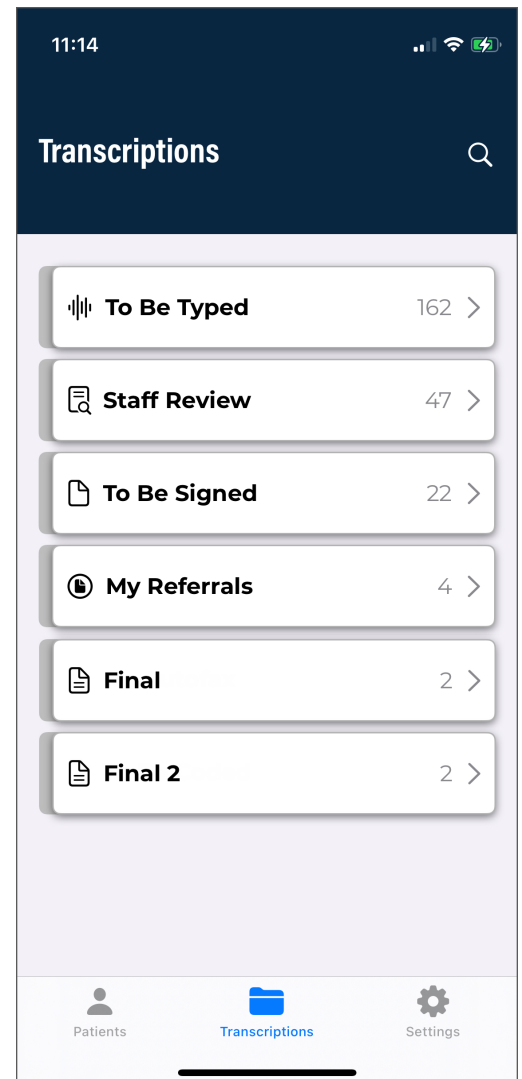 11:14
Transcriptions
To Be Typed 162
Staff Review 47
To Be Signed 22
My Referrals 4
Final 2
Final 2 2
Patients Transcriptions Settings